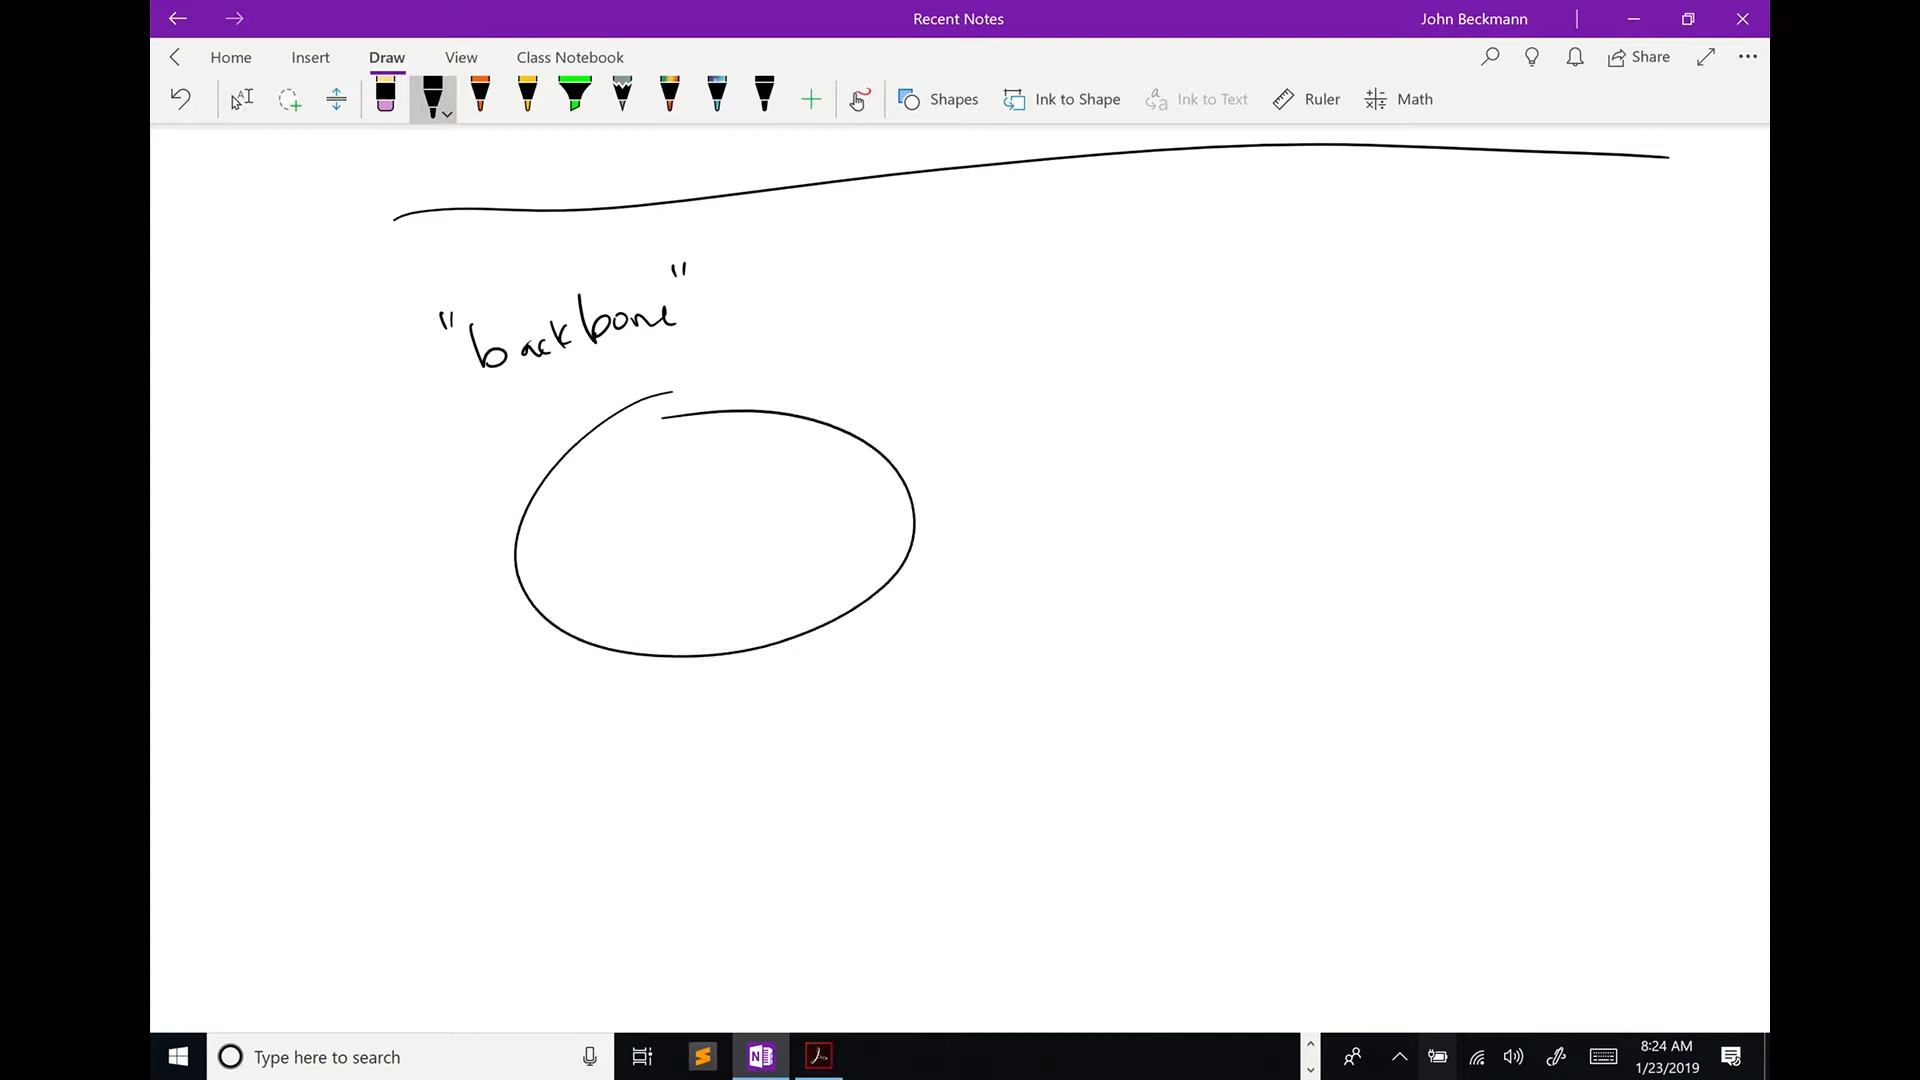 Recent Notes
John Beckmann
Home Insert Draw View Class Notebook
Share
Shapes Ink to Shape Ink to Text Ruler Math
"backbone"
Type here to search
8:24 AM
1/23/2019